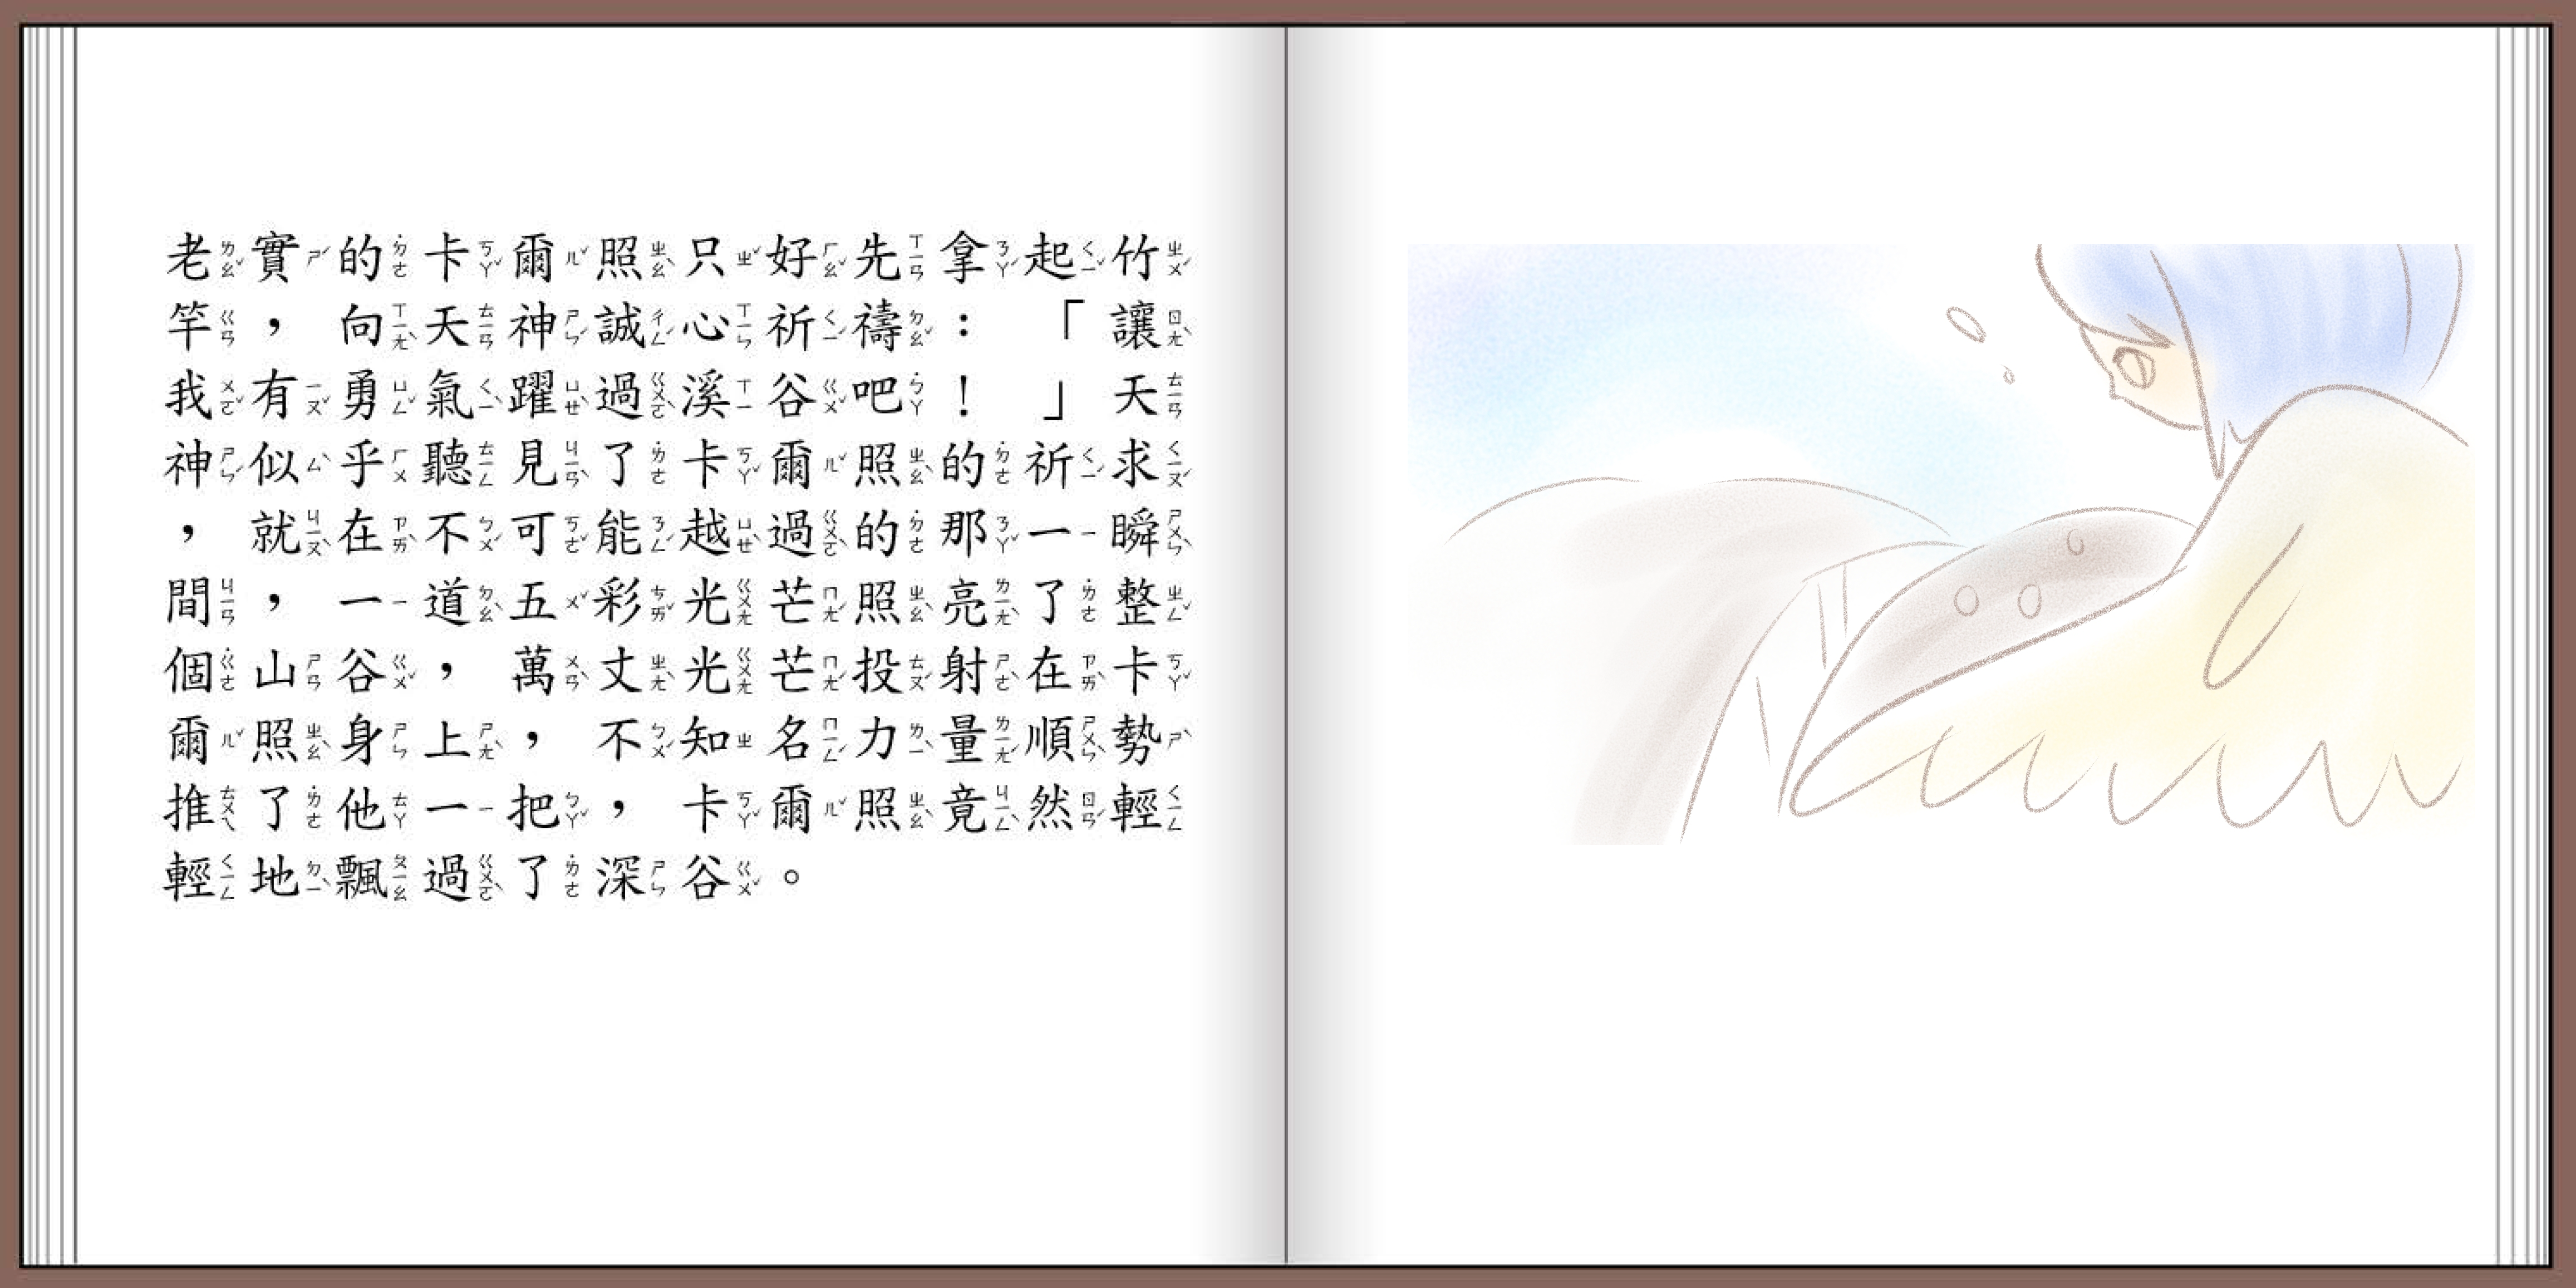 老實的卡爾照只好先拿起竹
竿，向天神誠心祈禱：「讓
我有勇氣躍過溪谷吧！」天
神似乎聽見了卡爾照的祈求
，就在不可能越過的那一瞬
間，一道五彩光芒照亮了整
個山谷，萬丈光芒投射在卡
爾照身上，不知名力量順勢
推了他一把，卡爾照竟然輕
輕地飄過了深谷。